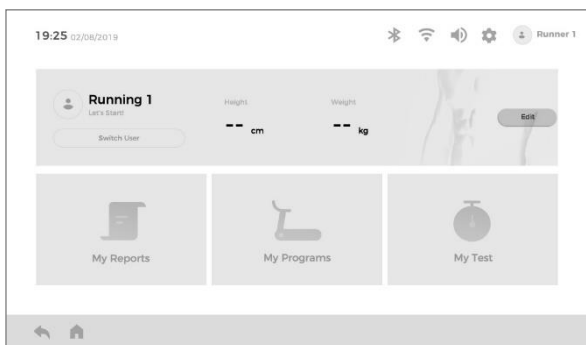 19:25 02/08/2019
Runner 1
Running 1
Let's Start!
Switch User
Height
-- cm
Weight
-- kg
Edit
My Reports
My Programs
My Test